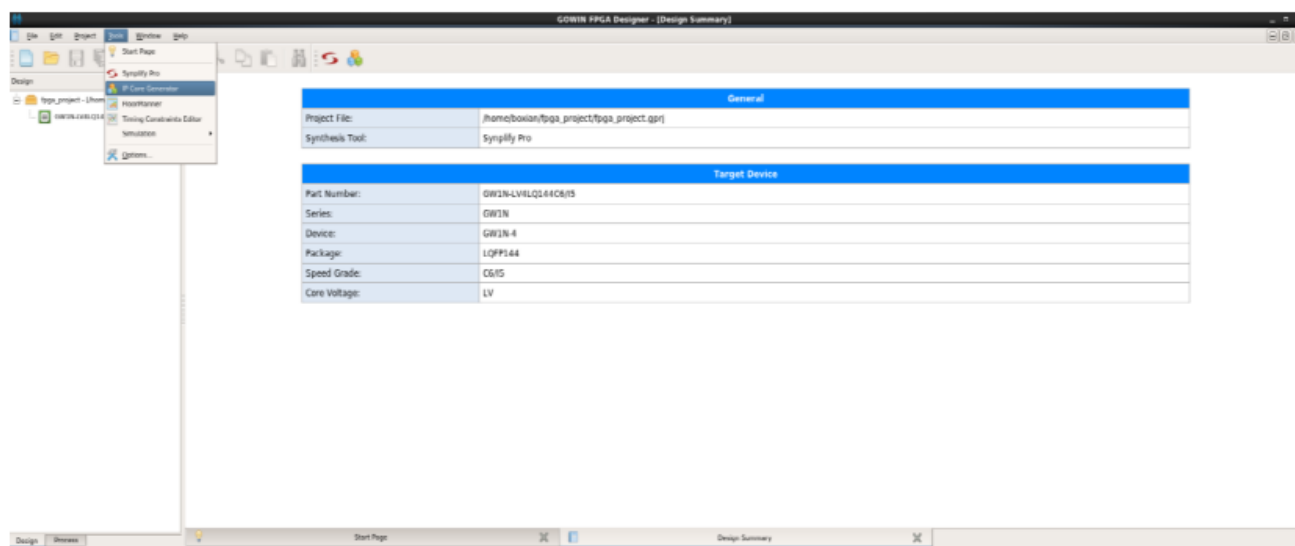 GOWIN FPGA Designer - [Design Summary]
File Edit Project Tools Window Help
Start Page
Synplify Pro
IP Core Generator
FloorPlanner
Timing Constraints Editor
Simulation
Options...
Design
fpga_project - [/hom
General
Project File: /home/boxian/fpga_project/fpga_project.gprj
Synthesis Tool: Synplify Pro
Target Device
Part Number: GW1N-LV4LQ144C6/I5
Series: GW1N
Device: GW1N-4
Package: LQFP144
Speed Grade: C6/I5
Core Voltage: LV
Design Process
Start Page
Design Summary